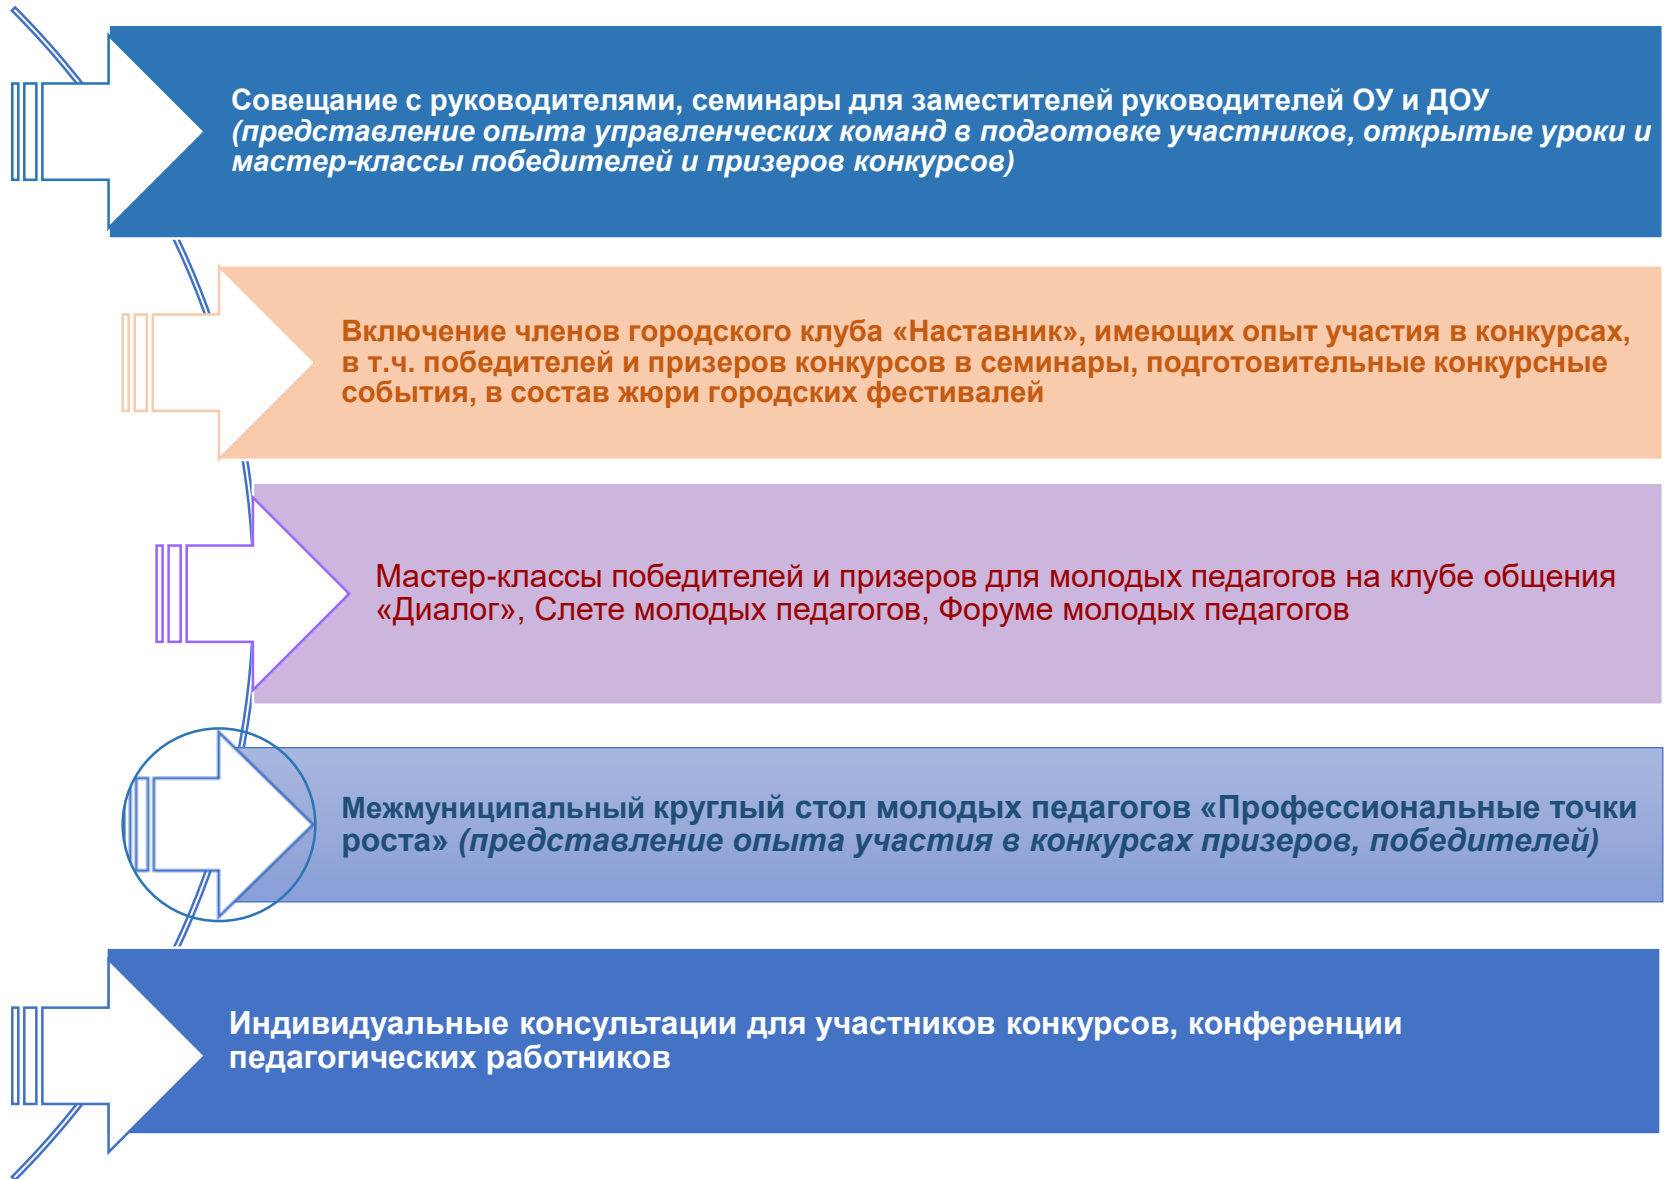 Совещание с руководителями, семинары для заместителей руководителей ОУ и ДОУ
(представление опыта управленческих команд в подготовке участников, открытые уроки и
мастер-классы победителей и призеров конкурсов)
Включение членов городского клуба «Наставник», имеющих опыт участия в конкурсах,
в т.ч. победителей и призеров конкурсов в семинары, подготовительные конкурсные
события, в состав жюри городских фестивалей
Мастер-классы победителей и призеров для молодых педагогов на клубе общения
«Диалог», Слете молодых педагогов, Форуме молодых педагогов
Межмуниципальный круглый стол молодых педагогов «Профессиональные точки
роста» (представление опыта участия в конкурсах призеров, победителей)
Индивидуальные консультации для участников конкурсов, конференции
педагогических работников